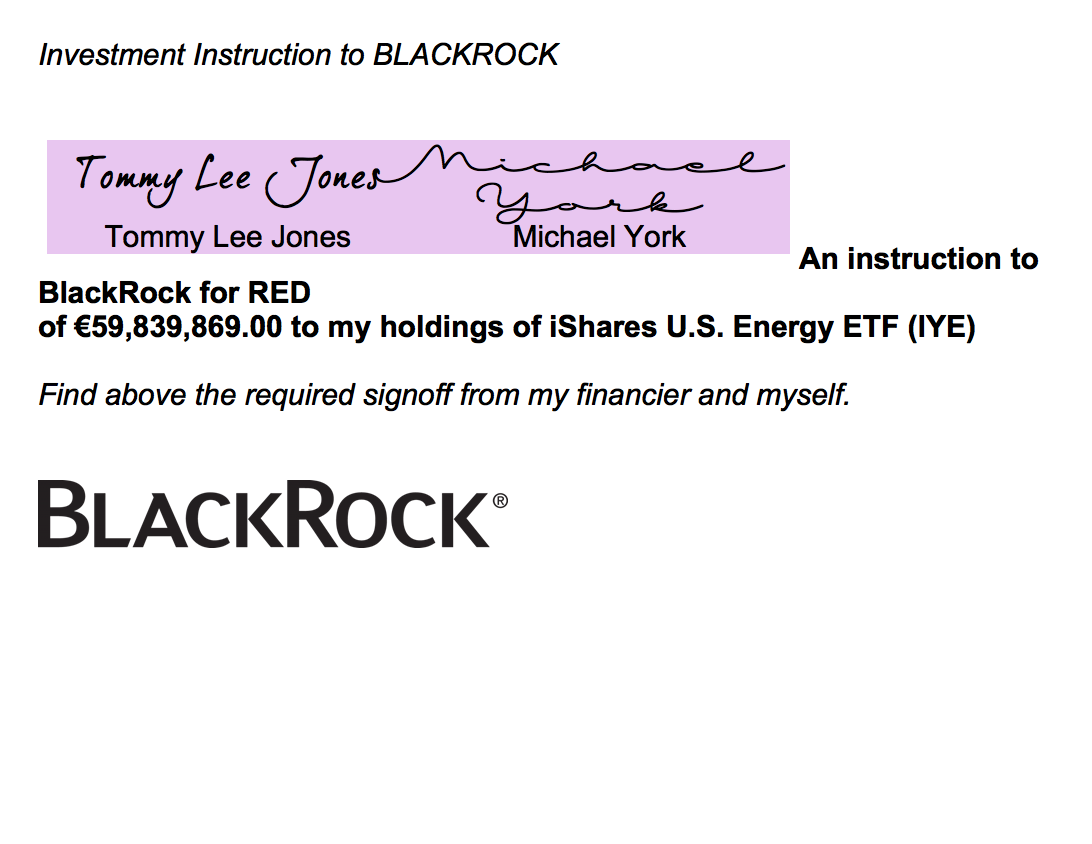 Investment Instruction to BLACKROCK
Tommy Lee Jones
Michael
York
Tommy Lee Jones
Michael York
An instruction to
BlackRock for RED
of €59,839,869.00 to my holdings of iShares U.S. Energy ETF (IYE)
Find above the required signoff from my financier and myself.
BLACKROCK®